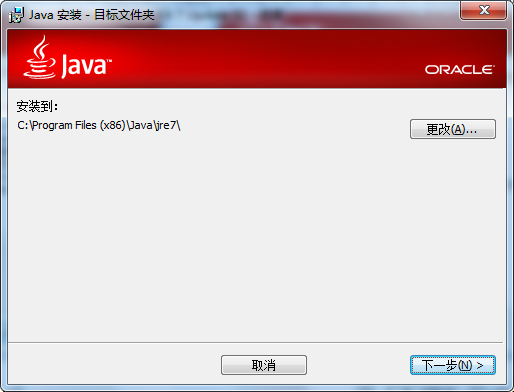 Java 安装 - 目标文件夹
Java™
ORACLE®
安装到：
C:\Program Files (x86)\Java\jre7\
更改(A)...
取消
下一步(N) >